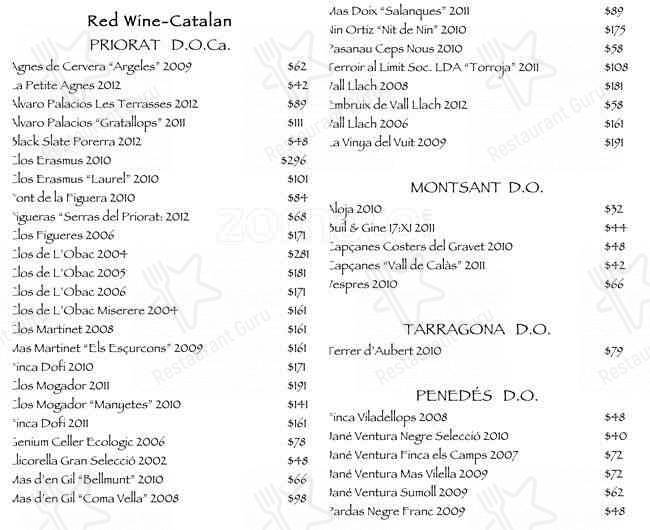 Red Wine-Catalan
PRIORAT D.O.Ca.
Agnes de Cervera “Argeles” 2009 $62
La Petite Agnes 2012 $42
Alvaro Palacios Les Terrasses 2012 $89
Alvaro Palacios “Gratallops” 2011 $111
Black Slate Porrera 2012 $48
Clos Erasmus 2010 $296
Clos Erasmus “Laurel” 2010 $101
Font de la Figuera 2010 $84
Figueras “Serras del Priorat: 2012 $68
Clos Figueres 2006 $171
Clos de L’Obac 2004 $281
Clos de L’Obac 2005 $181
Clos de L’Obac 2006 $171
Clos de L’Obac Miserere 2004 $161
Clos Martinet 2008 $161
Mas Martinet “Els Esçurcons” 2009 $161
Finca Dofi 2010 $171
Clos Mogador 2011 $191
Clos Mogador “Manyetes” 2010 $141
Finca Dofi 2011 $161
Genium Celler Ecologic 2006 $78
Llicorella Gran Selecció 2002 $48
Mas d’en Gil “Bellmunt” 2010 $66
Mas d’en Gil “Coma Vella” 2008 $98
Mas Doix “Salanques” 2011 $89
Nin Ortiz “Nit de Nin” 2010 $175
Pasanau Ceps Nous 2010 $58
Terroir al Limit Soc. LDA “Torroja” 2011 $108
Vall Llach 2008 $181
Embruix de Vall Llach 2012 $58
Vall Llach 2006 $161
La Vinya del Vuit 2009 $191
MONTSANT D.O.
Aloja 2010 $32
Buil & Gine 17:XI 2011 $44
Capçanes Costers del Gravet 2010 $48
Capçanes “Vall de Calàs” 2011 $42
Vespres 2010 $66
TARRAGONA D.O.
Ferrer d’Aubert 2010 $79
PENEDÉS D.O.
Finca Viladellops 2008 $48
Jané Ventura Negre Selecció 2010 $40
Jané Ventura Finca els Camps 2007 $72
Jané Ventura Mas Vilella 2009 $72
Jané Ventura Sumoll 2009 $62
Pardas Negre Franc 2009 $48
Restaurant Guru
Restaurant Guru
Restaurant Guru
Restaurant Guru